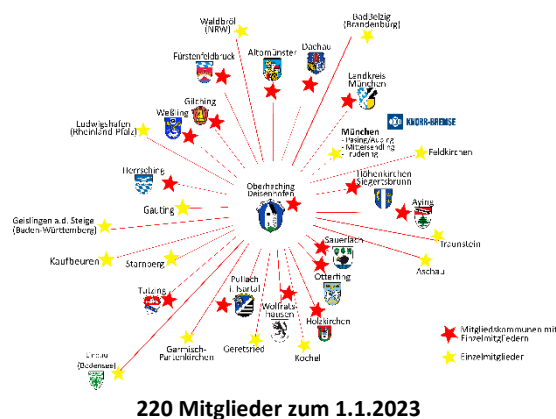 Waldbröl
(NRW)
BadBelzig
(Brandenburg)
Altomünster
Dachau
Fürstenfeldbruck
Landkreis
München
Gilching
Weßling
KNORR-BREMSE
Ludwigshafen
(Rheinland Pfalz)
München
- Pasing/Aubing
- Mittersendling
- Trudering
Feldkirchen
Herrsching
Höhenkirchen
Siegertsbrunn
Oberhaching
Deisenhofen
Aying
Gauting
Geislingen a.d. Steige
(Baden-Württemberg)
Traunstein
Sauerlach
Kaufbeuren
Starnberg
Aschau
Otterfing
Tutzing
Pullach
i. Isartal
Wolfrats-
hausen
Holzkirchen
Mitgliedskommunen mit
Einzelmitgliedern
Lindau
(Bodensee)
Garmisch-
Partenkirchen
Geretsried
Kochel
Einzelmitglieder
220 Mitglieder zum 1.1.2023